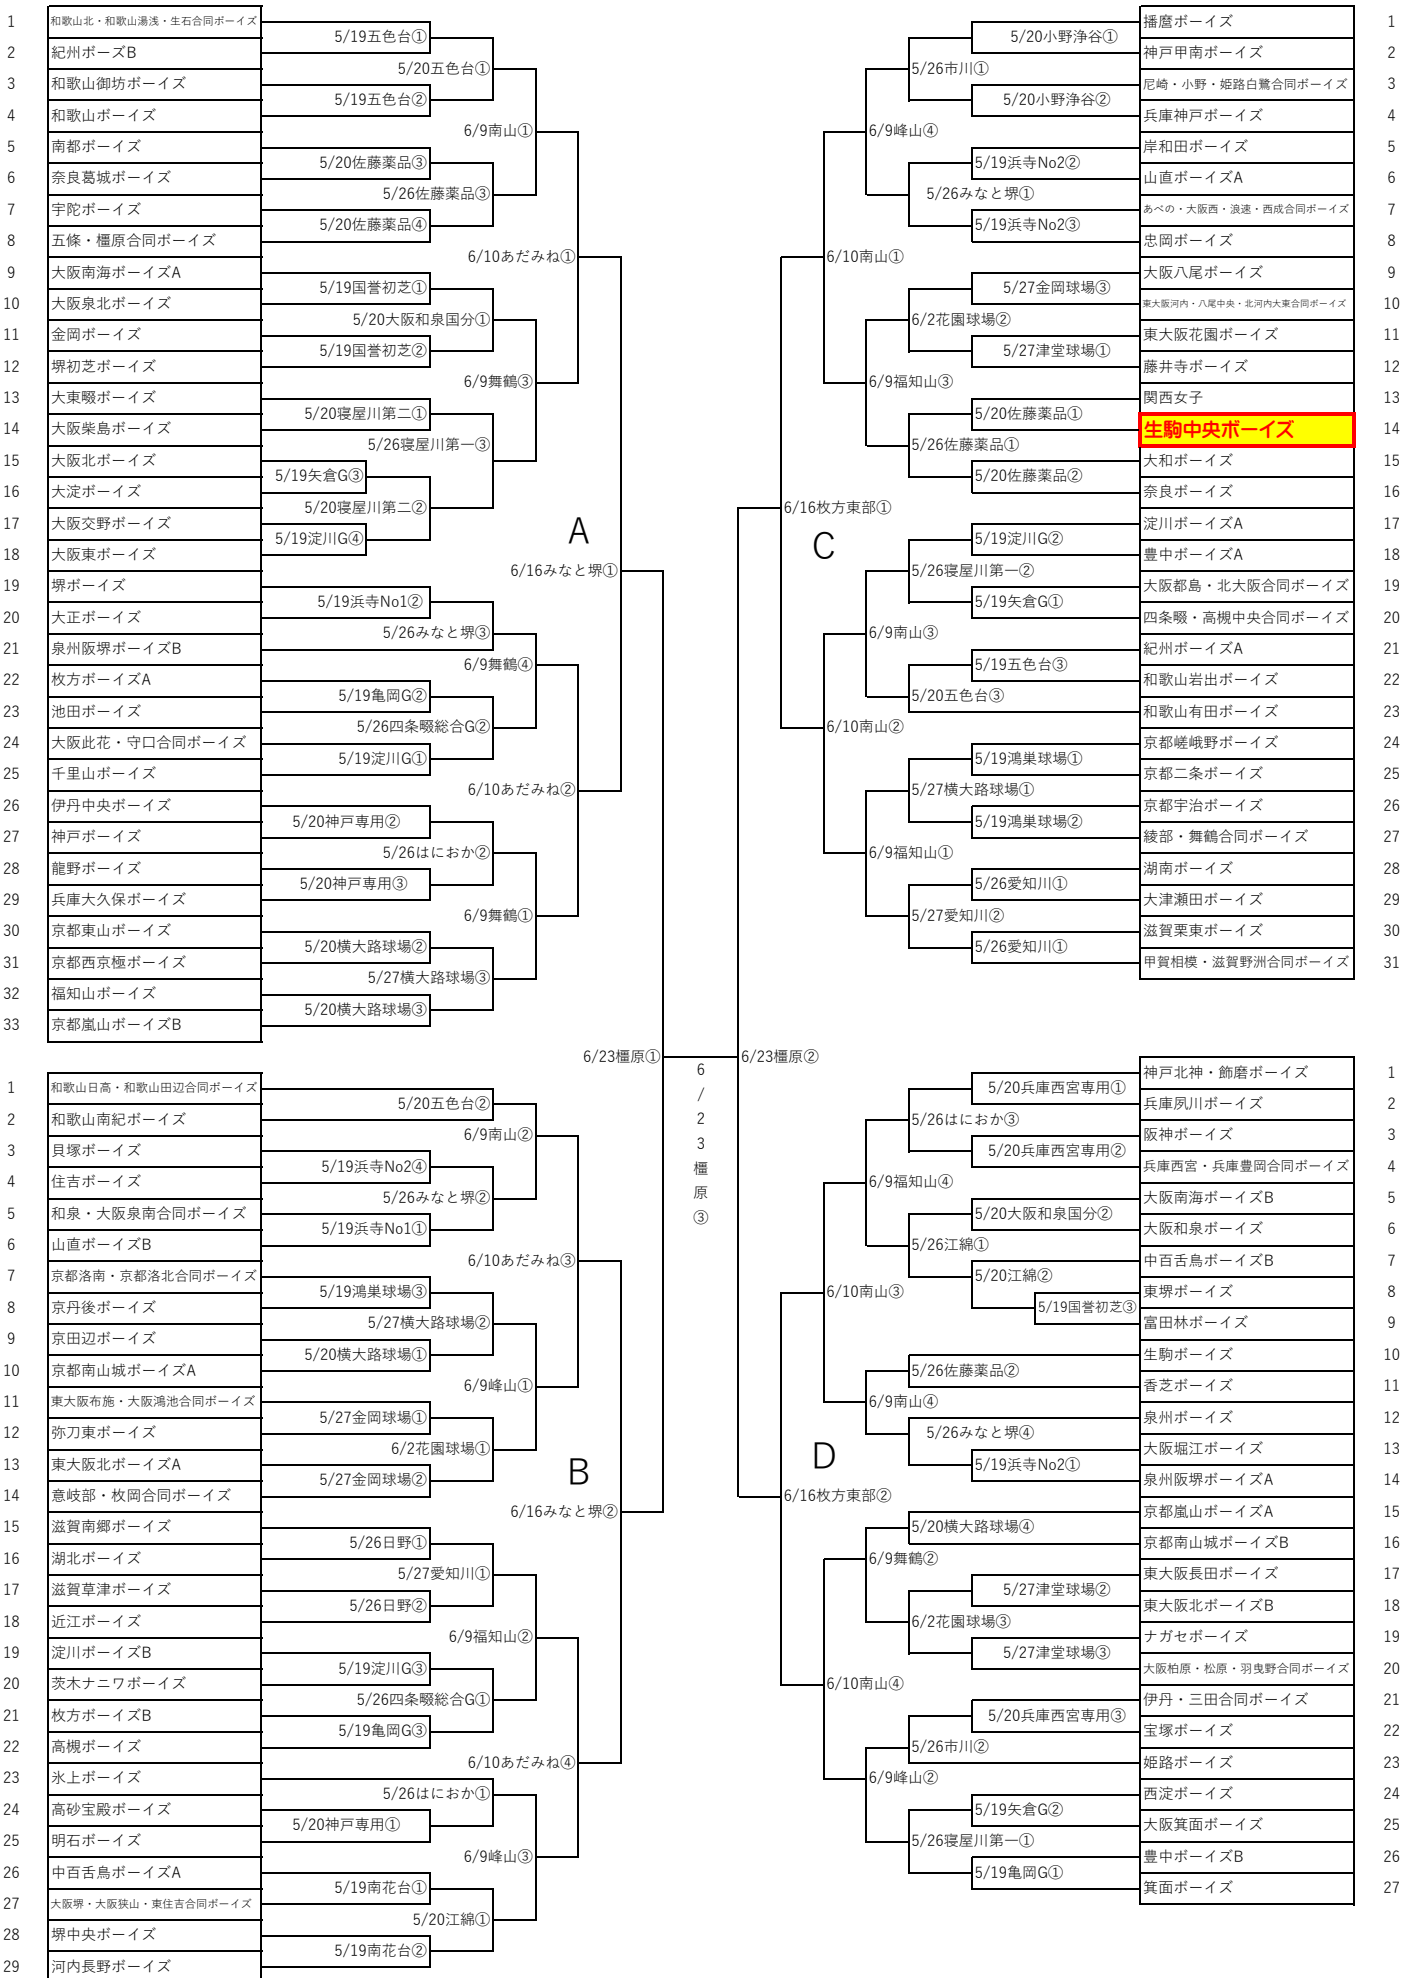 1 和歌山北・和歌山湯浅・生石合同ボーイズ
2 紀州ボーズB
3 和歌山御坊ボーイズ
4 和歌山ボーイズ
5 南都ボーイズ
6 奈良葛城ボーイズ
7 宇陀ボーイズ
8 五條・橿原合同ボーイズ
9 大阪南海ボーイズA
10 大阪泉北ボーイズ
11 金岡ボーイズ
12 堺初芝ボーイズ
13 大東畷ボーイズ
14 大阪柴島ボーイズ
15 大阪北ボーイズ
16 大淀ボーイズ
17 大阪交野ボーイズ
18 大阪東ボーイズ
19 堺ボーイズ
20 大正ボーイズ
21 泉州阪堺ボーイズB
22 枚方ボーイズA
23 池田ボーイズ
24 大阪此花・守口合同ボーイズ
25 千里山ボーイズ
26 伊丹中央ボーイズ
27 神戸ボーイズ
28 龍野ボーイズ
29 兵庫大久保ボーイズ
30 京都東山ボーイズ
31 京都西京極ボーイズ
32 福知山ボーイズ
33 京都嵐山ボーイズB
5/19五色台①
5/19五色台②
5/20佐藤薬品③
5/20佐藤薬品④
5/19国誉初芝①
5/19国誉初芝②
5/20寝屋川第二①
5/19矢倉G③
5/20寝屋川第二②
5/19淀川G④
5/19浜寺No1②
5/19亀岡G②
5/19淀川G①
5/20神戸専用②
5/20神戸専用③
5/20横大路球場②
5/20横大路球場③
5/20五色台①
5/26佐藤薬品③
5/20大阪和泉国分①
5/26寝屋川第一③
5/26みなと堺③
5/26四条畷総合G②
5/26はにおか②
5/27横大路球場③
6/9南山①
6/9舞鶴③
6/9舞鶴④
6/9舞鶴①
6/10あだみね①
6/10あだみね②
A
6/16みなと堺①
1 和歌山日高・和歌山田辺合同ボーイズ
2 和歌山南紀ボーイズ
3 貝塚ボーイズ
4 住吉ボーイズ
5 和泉・大阪泉南合同ボーイズ
6 山直ボーイズB
7 京都洛南・京都洛北合同ボーイズ
8 京丹後ボーイズ
9 京田辺ボーイズ
10 京都南山城ボーイズA
11 東大阪布施・大阪鴻池合同ボーイズ
12 弥刀東ボーイズ
13 東大阪北ボーイズA
14 意岐部・枚岡合同ボーイズ
15 滋賀南郷ボーイズ
16 湖北ボーイズ
17 滋賀草津ボーイズ
18 近江ボーイズ
19 淀川ボーイズB
20 茨木ナニワボーイズ
21 枚方ボーイズB
22 高槻ボーイズ
23 氷上ボーイズ
24 高砂宝殿ボーイズ
25 明石ボーイズ
26 中百舌鳥ボーイズA
27 大阪堺・大阪狭山・東住吉合同ボーイズ
28 堺中央ボーイズ
29 河内長野ボーイズ
5/19浜寺No2④
5/19浜寺No1①
5/19鴻巣球場③
5/20横大路球場①
5/27金岡球場①
5/27金岡球場②
5/26日野①
5/26日野②
5/19淀川G③
5/19亀岡G③
5/20神戸専用①
5/19南花台①
5/19南花台②
5/20五色台②
5/26みなと堺②
5/27横大路球場②
6/2花園球場①
5/27愛知川①
5/26四条畷総合G①
5/26はにおか①
5/20江綿①
6/9南山②
6/9峰山①
6/9福知山②
6/9峰山③
6/10あだみね③
6/10あだみね④
B
6/16みなと堺②
6/23橿原①
6/23橿原③
6/23橿原②
播麿ボーイズ 1
神戸甲南ボーイズ 2
尼崎・小野・姫路白鷺合同ボーイズ 3
兵庫神戸ボーイズ 4
岸和田ボーイズ 5
山直ボーイズA 6
あべの・大阪西・浪速・西成合同ボーイズ 7
忠岡ボーイズ 8
大阪八尾ボーイズ 9
東大阪河内・八尾中央・北河内大東合同ボーイズ 10
東大阪花園ボーイズ 11
藤井寺ボーイズ 12
関西女子 13
生駒中央ボーイズ 14
大和ボーイズ 15
奈良ボーイズ 16
淀川ボーイズA 17
豊中ボーイズA 18
大阪都島・北大阪合同ボーイズ 19
四条畷・高槻中央合同ボーイズ 20
紀州ボーイズA 21
和歌山岩出ボーイズ 22
和歌山有田ボーイズ 23
京都嵯峨野ボーイズ 24
京都二条ボーイズ 25
京都宇治ボーイズ 26
綾部・舞鶴合同ボーイズ 27
湖南ボーイズ 28
大津瀬田ボーイズ 29
滋賀栗東ボーイズ 30
甲賀相模・滋賀野洲合同ボーイズ 31
5/20小野浄谷①
5/20小野浄谷②
5/19浜寺No2②
5/19浜寺No2③
5/27金岡球場③
5/27津堂球場①
5/20佐藤薬品①
5/20佐藤薬品②
5/19淀川G②
5/19矢倉G①
5/19五色台③
5/19鴻巣球場①
5/19鴻巣球場②
5/26愛知川①
5/26愛知川①
5/26市川①
5/26みなと堺①
6/2花園球場②
5/26佐藤薬品①
5/26寝屋川第一②
5/20五色台③
5/27横大路球場①
5/27愛知川②
6/9峰山④
6/9福知山③
6/9南山③
6/9福知山①
6/10南山①
6/10南山②
C
6/16枚方東部①
神戸北神・飾磨ボーイズ 1
兵庫夙川ボーイズ 2
阪神ボーイズ 3
兵庫西宮・兵庫豊岡合同ボーイズ 4
大阪南海ボーイズB 5
大阪和泉ボーイズ 6
中百舌鳥ボーイズB 7
東堺ボーイズ 8
富田林ボーイズ 9
生駒ボーイズ 10
香芝ボーイズ 11
泉州ボーイズ 12
大阪堀江ボーイズ 13
泉州阪堺ボーイズA 14
京都嵐山ボーイズA 15
京都南山城ボーイズB 16
東大阪長田ボーイズ 17
東大阪北ボーイズB 18
ナガセボーイズ 19
大阪柏原・松原・羽曳野合同ボーイズ 20
伊丹・三田合同ボーイズ 21
宝塚ボーイズ 22
姫路ボーイズ 23
西淀ボーイズ 24
大阪箕面ボーイズ 25
豊中ボーイズB 26
箕面ボーイズ 27
5/20兵庫西宮専用①
5/20兵庫西宮専用②
5/20大阪和泉国分②
5/20江綿②
5/19国誉初芝③
5/19浜寺No2①
5/27津堂球場②
5/27津堂球場③
5/20兵庫西宮専用③
5/19矢倉G②
5/19亀岡G①
5/26はにおか③
5/26江綿①
5/26佐藤薬品②
5/26みなと堺④
5/20横大路球場④
6/2花園球場③
5/26市川②
5/26寝屋川第一①
6/9福知山④
6/9南山④
6/9舞鶴②
6/9峰山②
6/10南山③
6/10南山④
D
6/16枚方東部②